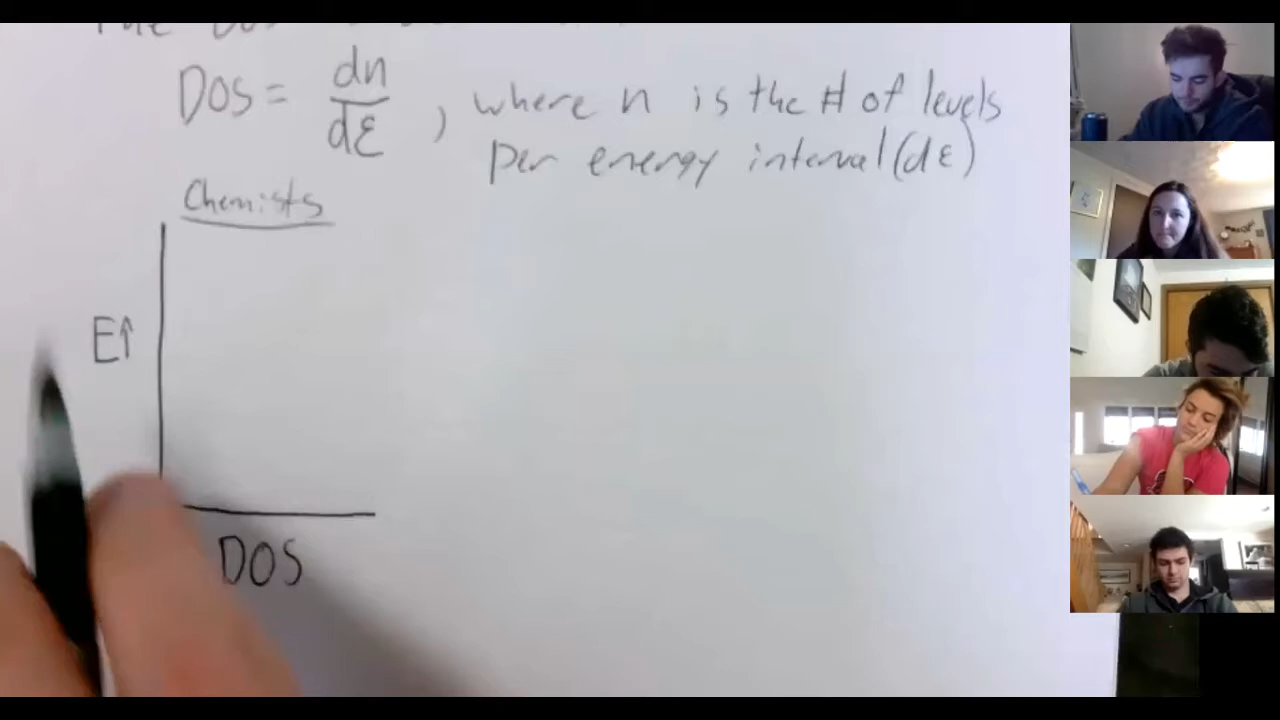 DOS = dn/dε , where n is the # of levels
per energy interval (dε)
Chemists
E↑
DOS